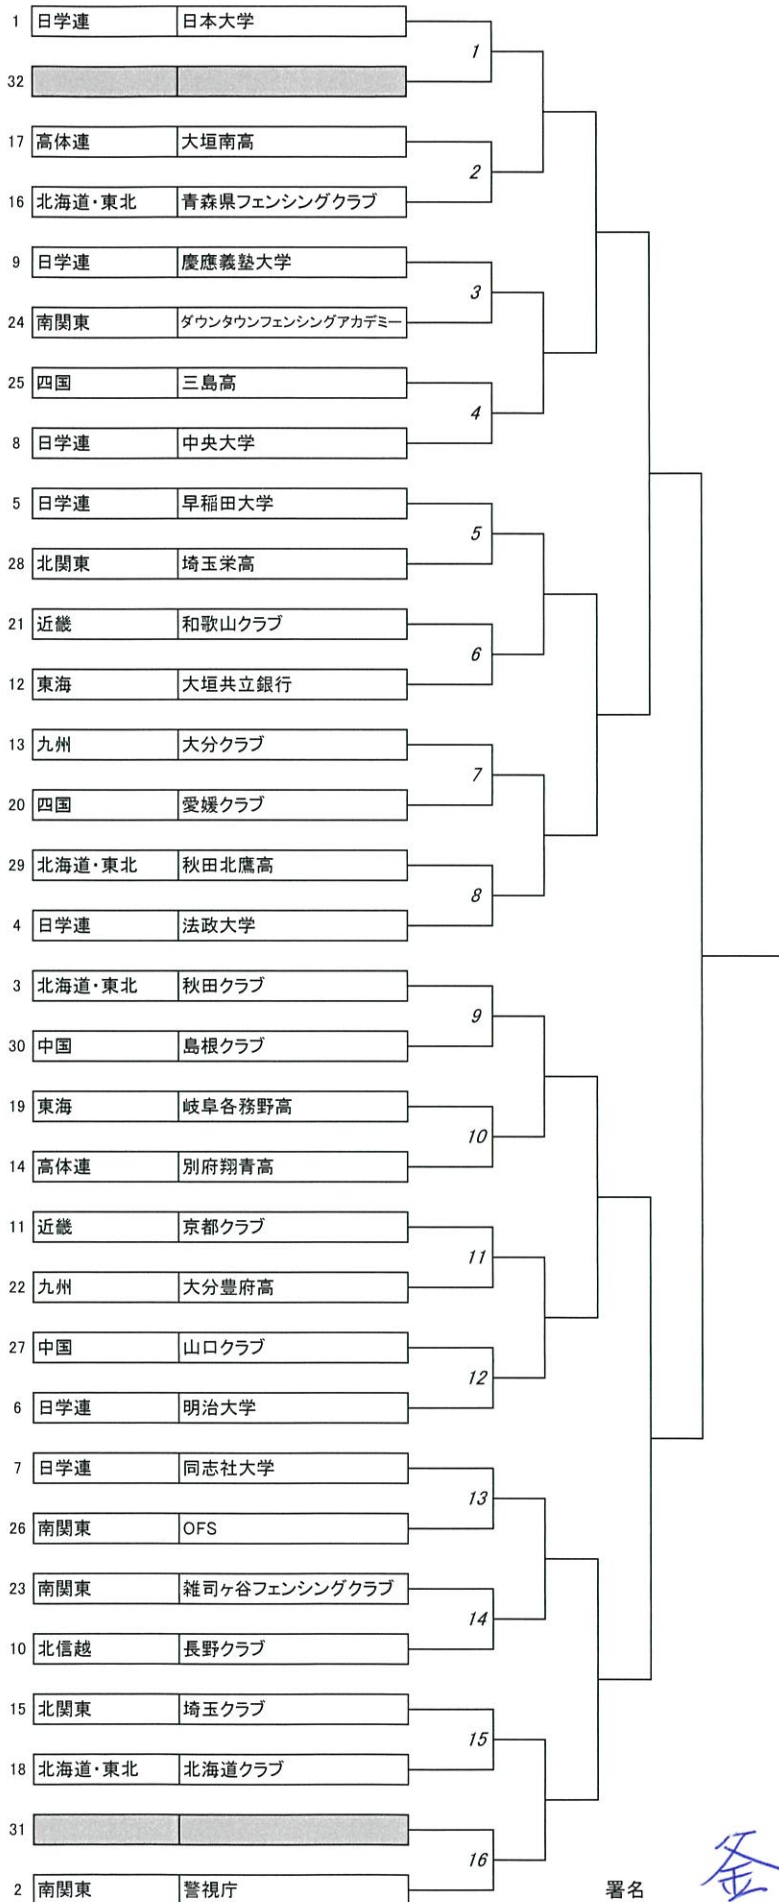 1 日学連 日本大学
1
32
17 高体連 大垣南高
2
16 北海道・東北 青森県フェンシングクラブ
9 日学連 慶應義塾大学
3
24 南関東 ダウンタウンフェンシングアカデミー
25 四国 三島高
4
8 日学連 中央大学
5 日学連 早稲田大学
5
28 北関東 埼玉栄高
21 近畿 和歌山クラブ
6
12 東海 大垣共立銀行
13 九州 大分クラブ
7
20 四国 愛媛クラブ
29 北海道・東北 秋田北鷹高
8
4 日学連 法政大学
3 北海道・東北 秋田クラブ
9
30 中国 島根クラブ
19 東海 岐阜各務野高
10
14 高体連 別府翔青高
11 近畿 京都クラブ
11
22 九州 大分豊府高
27 中国 山口クラブ
12
6 日学連 明治大学
7 日学連 同志社大学
13
26 南関東 OFS
23 南関東 雑司ヶ谷フェンシングクラブ
14
10 北信越 長野クラブ
15 北関東 埼玉クラブ
15
18 北海道・東北 北海道クラブ
31
16
2 南関東 警視庁
署名 釜